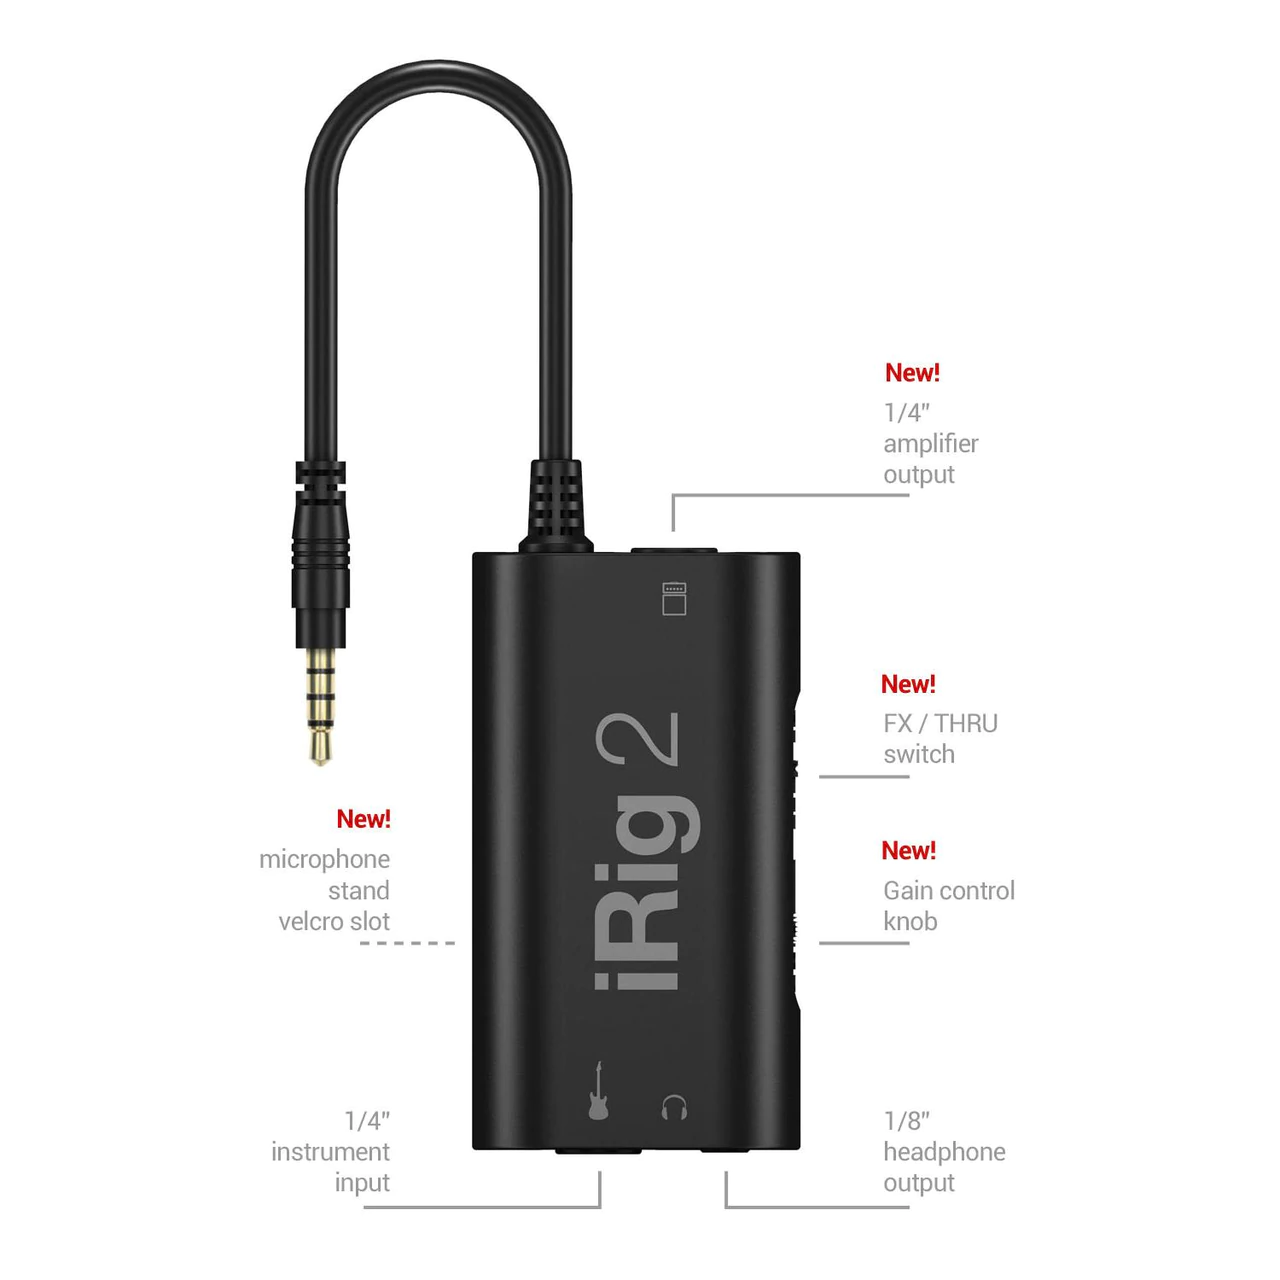 New!
1/4"
amplifier
output
iRig 2
New!
FX / THRU
switch
New!
microphone
stand
velcro slot
New!
Gain control
knob
1/4"
instrument
input
1/8"
headphone
output